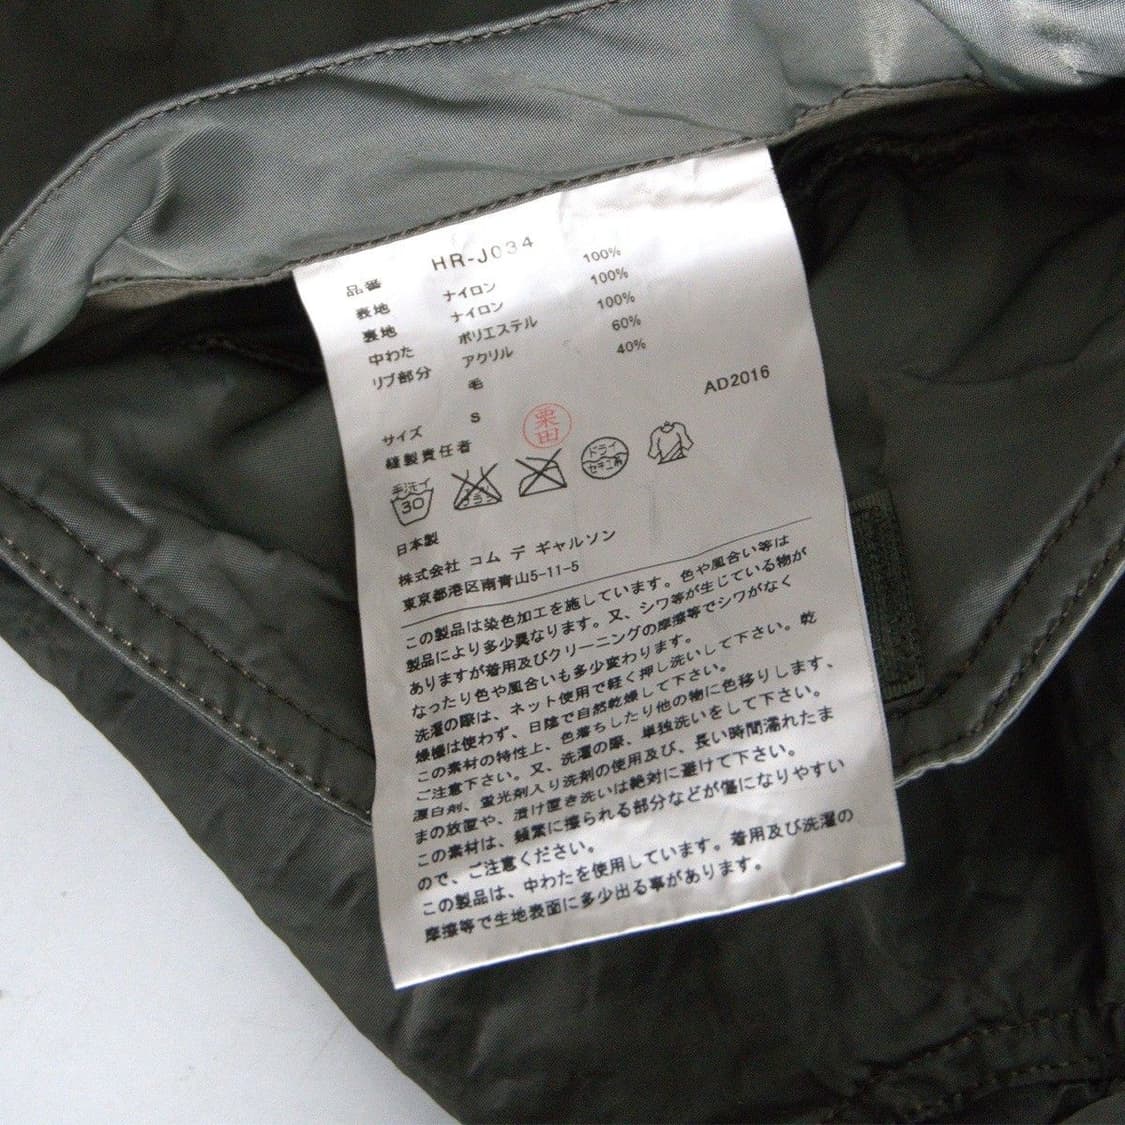 品番 HR-J034
表地 ナイロン 100%
裏地 ナイロン 100%
中わた ポリエステル 100%
リブ部分 アクリル 60%
毛 40%
AD2016
サイズ S
縫製責任者 栗田
手洗イ 30 ドライ セキユ系
日本製
株式会社 コム デ ギャルソン
東京都港区南青山5-11-5
この製品は染色加工を施しています。色や風合い等は
製品により多少異なります。又、シワ等が生じている物が
ありますが着用及びクリーニングの摩擦等でシワがなく
なったり色や風合いも多少変わります。
洗濯の際は、ネット使用で軽く押し洗いして下さい。乾
燥機は使わず、日陰で自然乾燥して下さい。
この素材の特性上、色落ちしたり他の物に色移りします、
ご注意下さい。又、洗濯の際、単独洗いをして下さい。
漂白剤、蛍光剤入り洗剤の使用及び、長い時間濡れたま
まの放置や、漬け置き洗いは絶対に避けて下さい。
この素材は、頻繁に擦られる部分などが傷になりやすい
ので、ご注意ください。
この製品は、中わたを使用しています。着用及び洗濯の
摩擦等で生地表面に多少出る事があります。